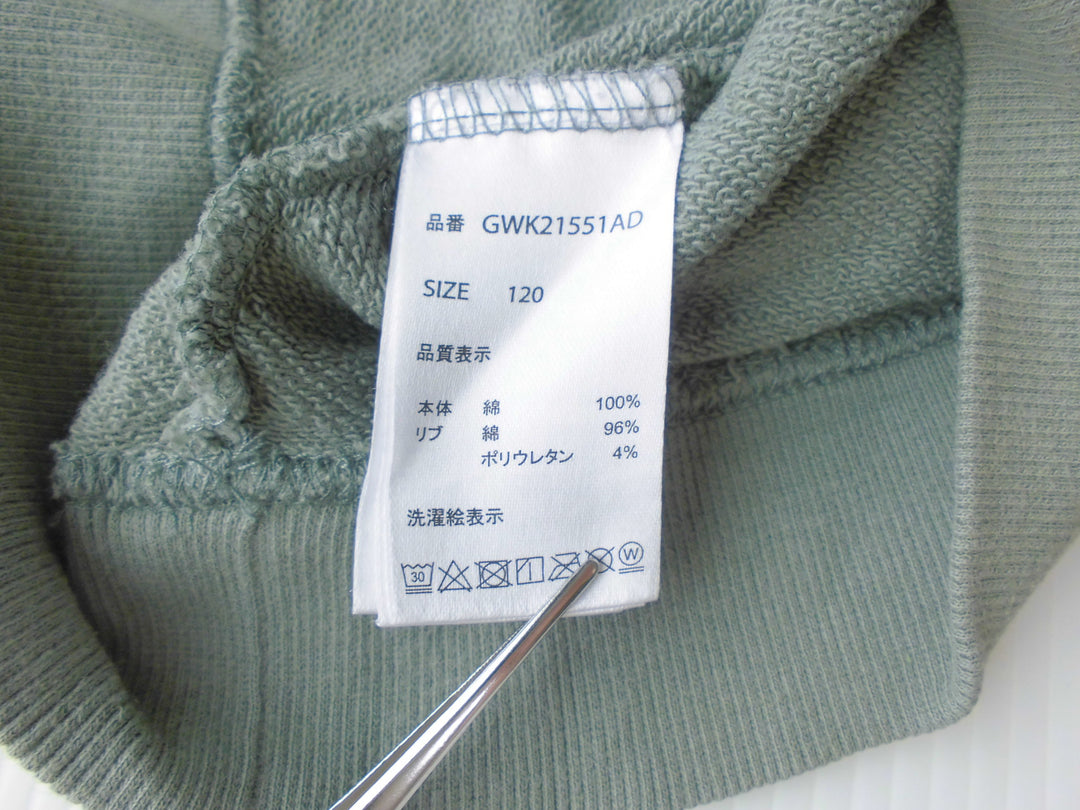 品番 GWK21551AD
SIZE 120
品質表示
本体 綿 100%
リブ 綿 96%
ポリウレタン 4%
洗濯絵表示
30 W